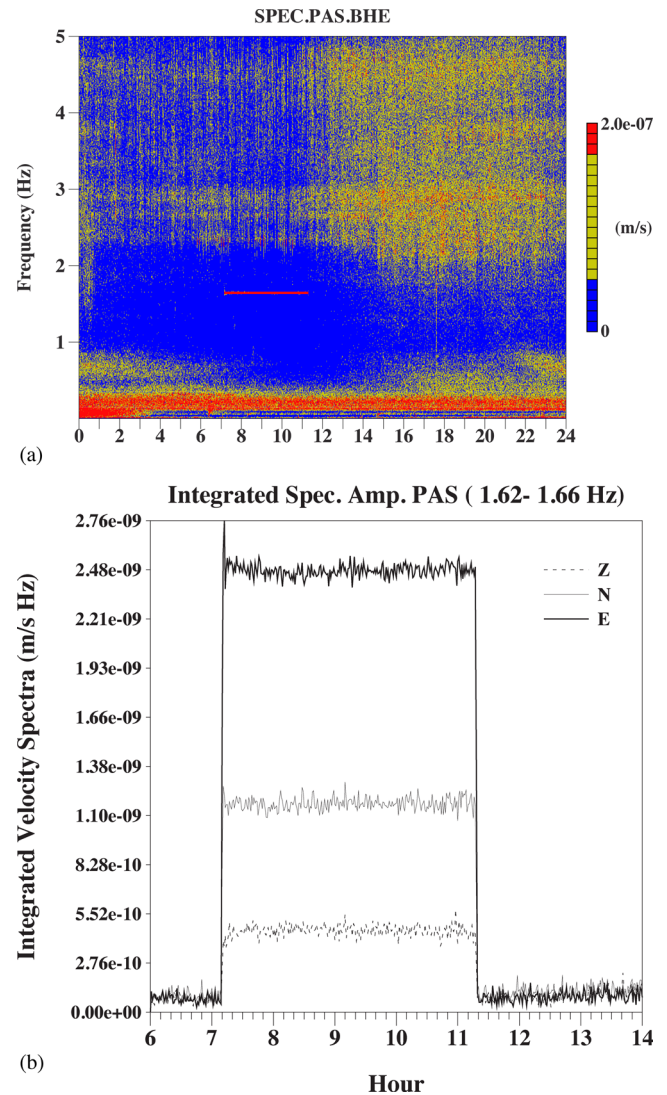 SPEC.PAS.BHE
5
4
3
2
1
Frequency (Hz)
2.0e-07
(m/s)
0
0 2 4 6 7 8 10 11 12 14 16 18 20 22 24
(a)
Integrated Spec. Amp. PAS ( 1.62- 1.66 Hz)
2.76e-09
2.48e-09
2.21e-09
1.93e-09
1.66e-09
1.38e-09
1.10e-09
8.28e-10
5.52e-10
2.76e-10
0.00e+00
Integrated Velocity Spectra (m/s Hz)
Z
N
E
6 7 8 9 10 11 12 13 14
(b)
Hour